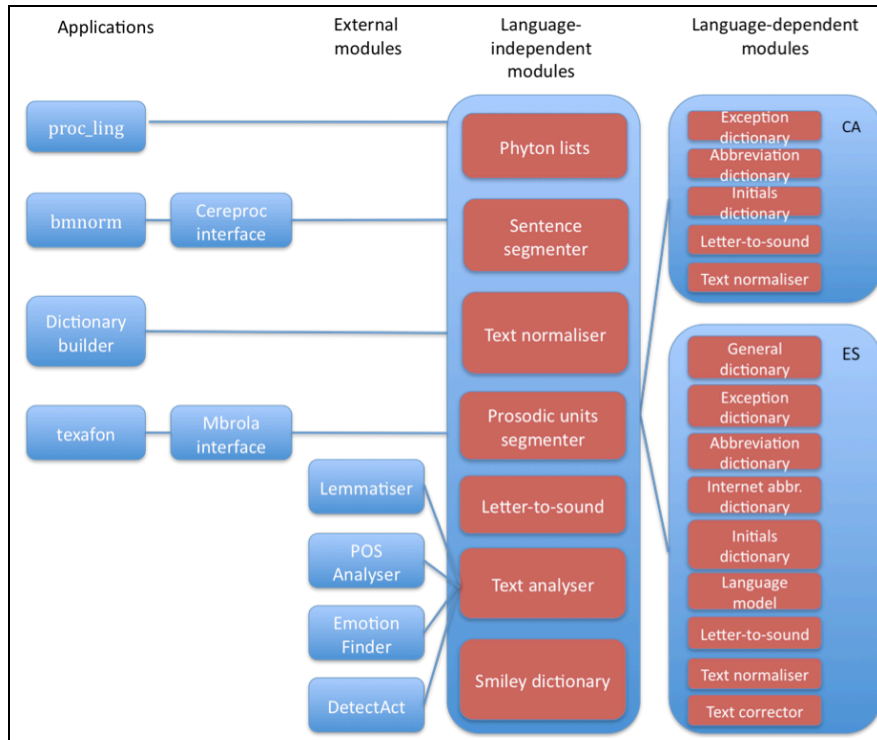 Applications
External
modules
Language-
independent
modules
Language-dependent
modules
proc_ling
bmnorm
Cereproc
interface
Dictionary
builder
texafon
Mbrola
interface
Lemmatiser
POS
Analyser
Emotion
Finder
DetectAct
Phyton lists
Sentence
segmenter
Text normaliser
Prosodic units
segmenter
Letter-to-sound
Text analyser
Smiley dictionary
CA
Exception
dictionary
Abbreviation
dictionary
Initials
dictionary
Letter-to-sound
Text normaliser
ES
General
dictionary
Exception
dictionary
Abbreviation
dictionary
Internet abbr.
dictionary
Initials
dictionary
Language
model
Letter-to-sound
Text normaliser
Text corrector